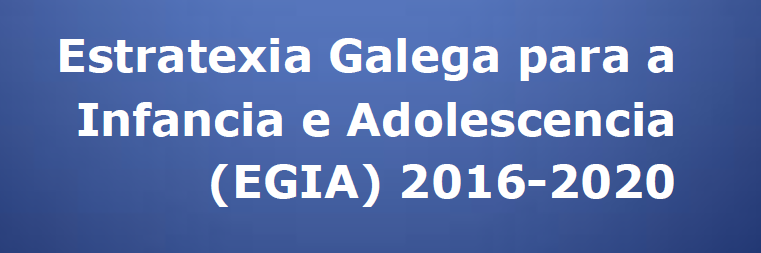 Estratexia Galega para a
Infancia e Adolescencia
(EGIA) 2016-2020